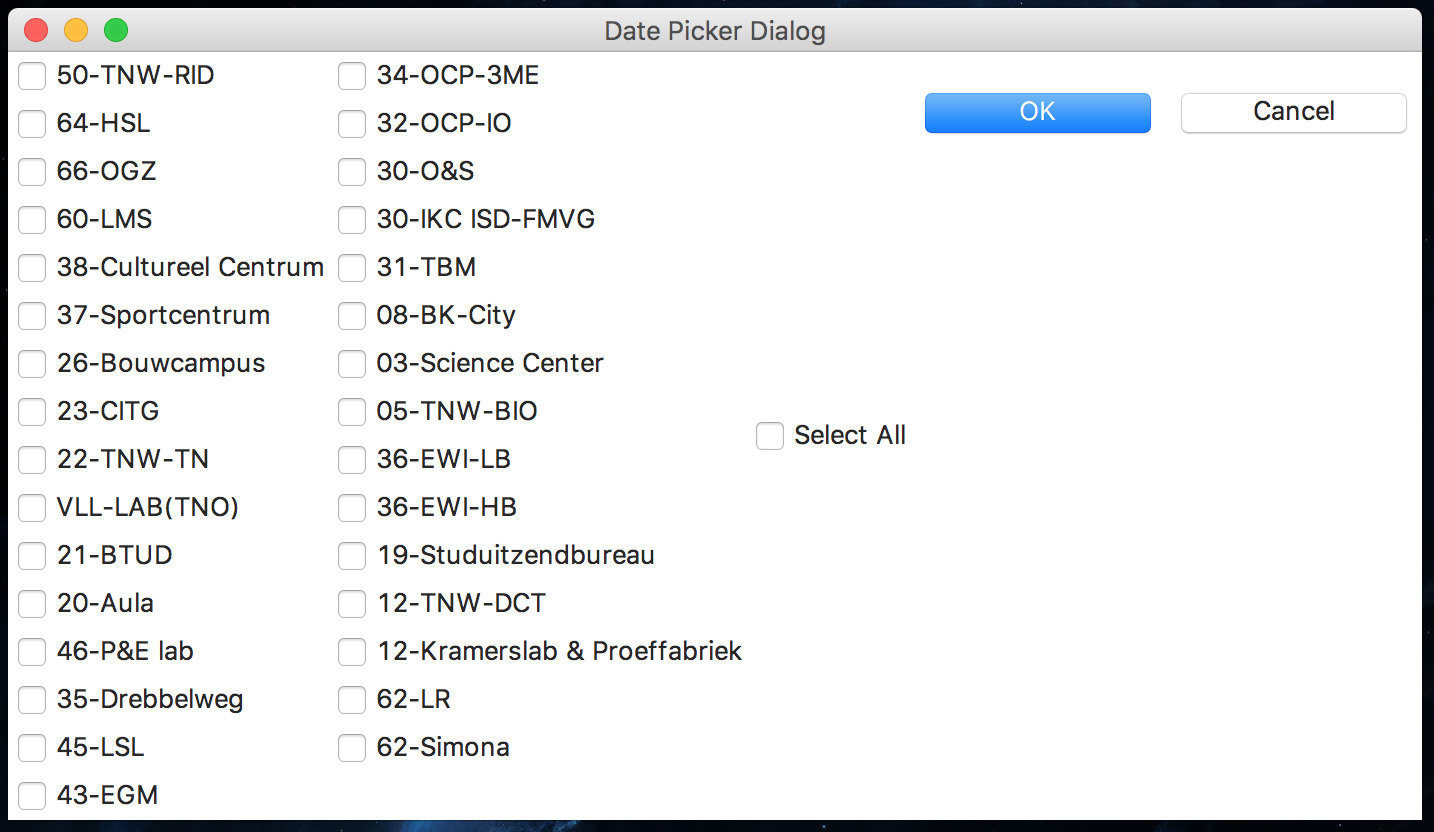 Date Picker Dialog
50-TNW-RID
64-HSL
66-OGZ
60-LMS
38-Cultureel Centrum
37-Sportcentrum
26-Bouwcampus
23-CITG
22-TNW-TN
VLL-LAB(TNO)
21-BTUD
20-Aula
46-P&E lab
35-Drebbelweg
45-LSL
43-EGM
34-OCP-3ME
32-OCP-IO
30-O&S
30-IKC ISD-FMVG
31-TBM
08-BK-City
03-Science Center
05-TNW-BIO
36-EWI-LB
36-EWI-HB
19-Studuitzendbureau
12-TNW-DCT
12-Kramerslab & Proeffabriek
62-LR
62-Simona
Select All
OK
Cancel